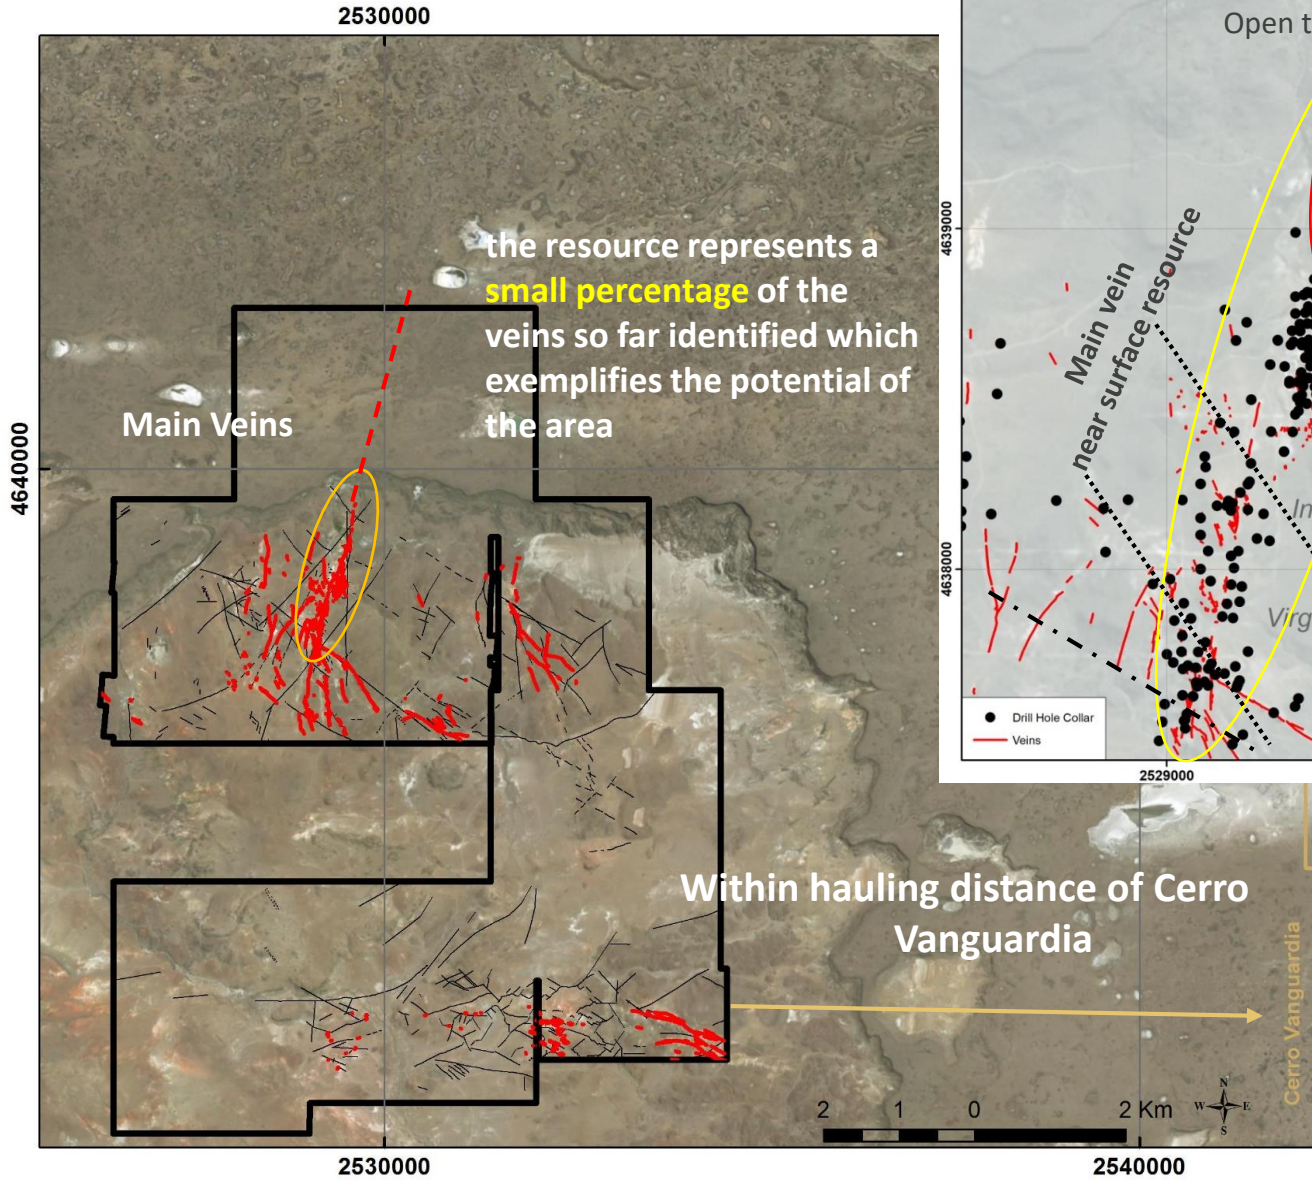 2530000
Open t
the resource represents a
small percentage of the
veins so far identified which
exemplifies the potential of
the area
Main Veins
4640000
4639000
Main vein
near surface resource
In
4638000
Virg
Drill Hole Collar
Veins
2529000
Within hauling distance of Cerro
Vanguardia
Cerro Vanguardia
2 1 0 2 Km
N
W E
S
2530000
2540000